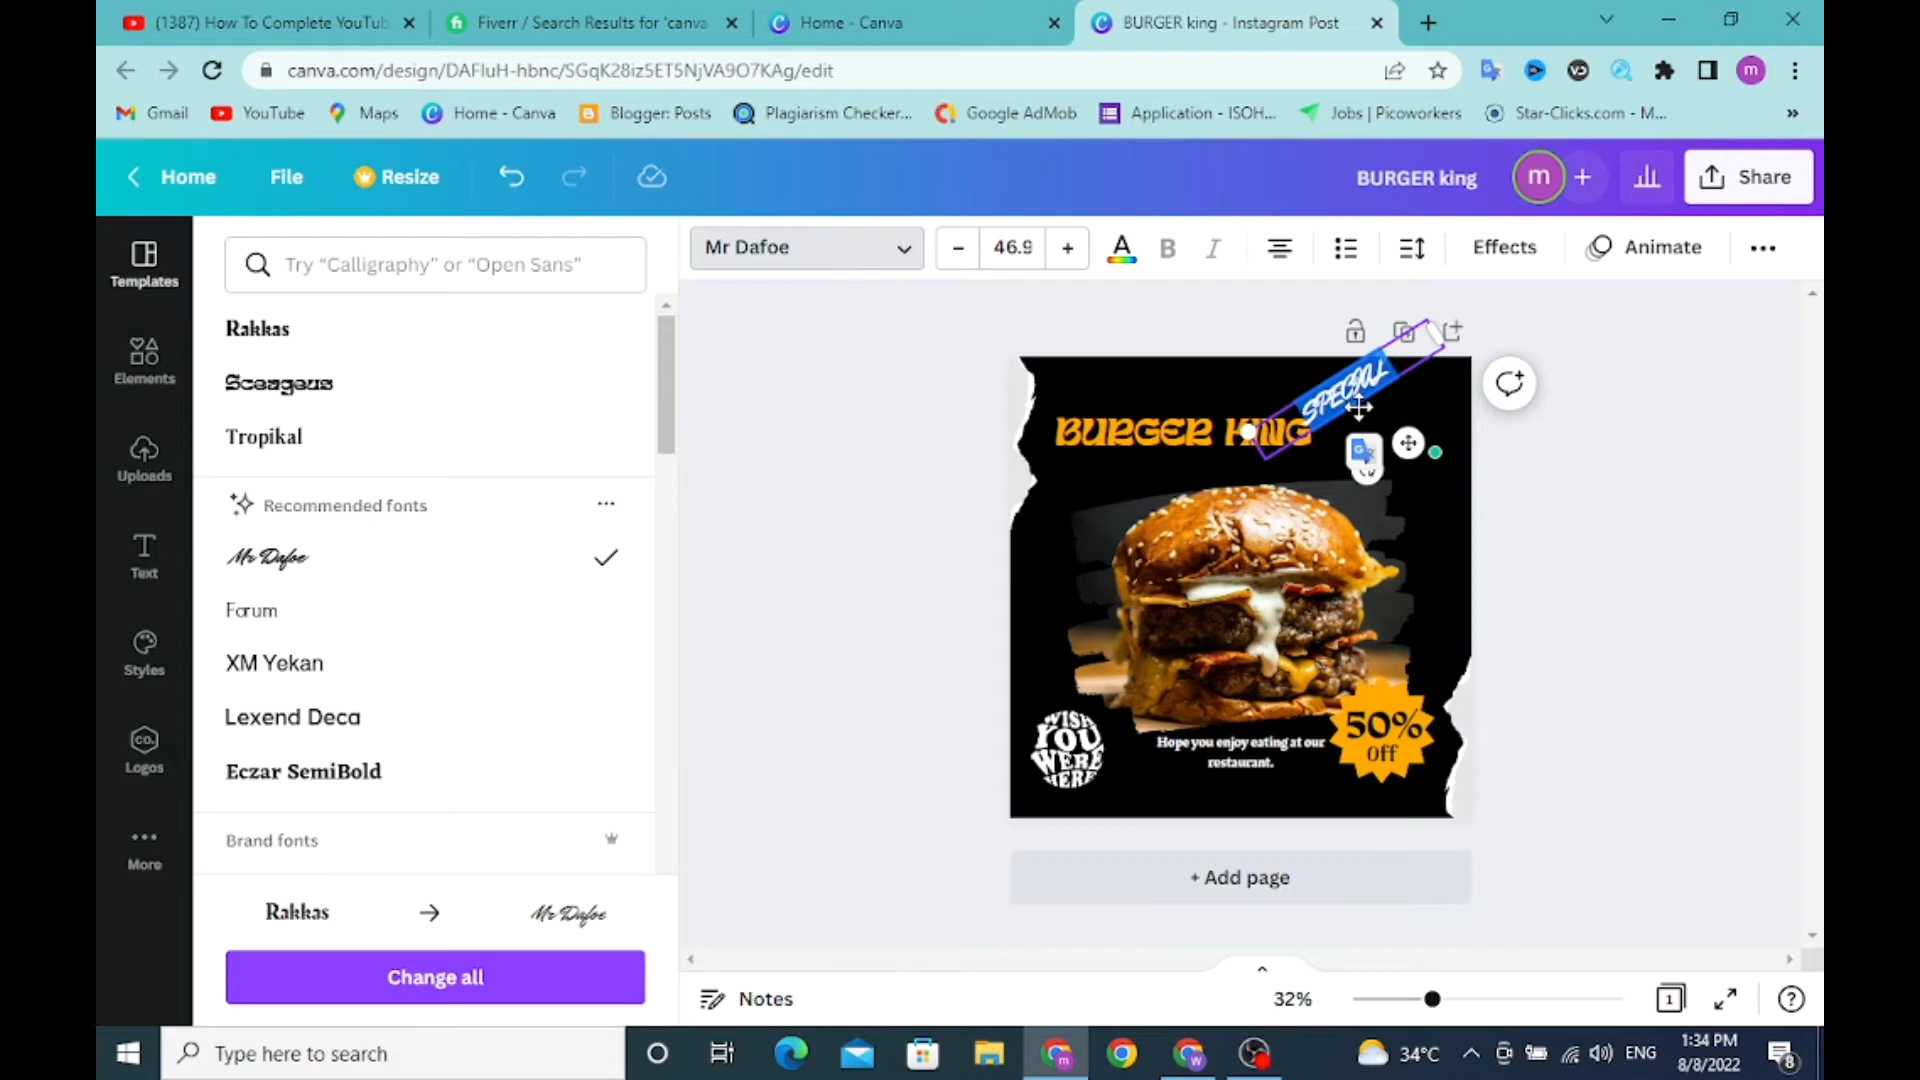 (1387) How To Complete YouTub
Fiverr / Search Results for 'canva
Home - Canva
BURGER king - Instagram Post
canva.com/design/DAFIuH-hbnc/SGqK28iz5ET5NjVA9O7KAg/edit
m
Gmail
YouTube
Maps
Home - Canva
Blogger: Posts
Plagiarism Checker...
Google AdMob
Application - ISOH...
Jobs | Picoworkers
Star-Clicks.com - M...
»
Home
File
Resize
BURGER king
m
+
Share
Templates
Elements
Uploads
Text
Styles
CO.
Logos
More
Try “Calligraphy” or “Open Sans”
Rakkas
Sceageus
Tropikal
Recommended fonts
Mr Dafoe
Forum
XM Yekan
Lexend Deca
Eczar SemiBold
Brand fonts
Rakkas → Mr Dafoe
Change all
Mr Dafoe
46.9
A
B
I
Effects
Animate
SPECIAL
BURGER KING
WISH
YOU
WERE
HERE
Hope you enjoy eating at our
restaurant.
50%
Off
+ Add page
Notes
32%
1
Type here to search
34°C
ENG
1:34 PM
8/8/2022
8